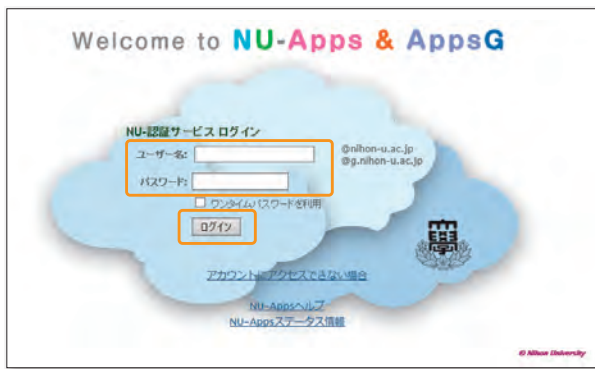 Welcome to NU-Apps & AppsG
NU-認証サービス ログイン
ユーザー名:
@nihon-u.ac.jp
@g.nihon-u.ac.jp
パスワード:
ワンタイムパスワードを利用
ログイン
アカウントにアクセスできない場合
NU-Appsヘルプ
NU-Appsステータス情報
© Nihon University